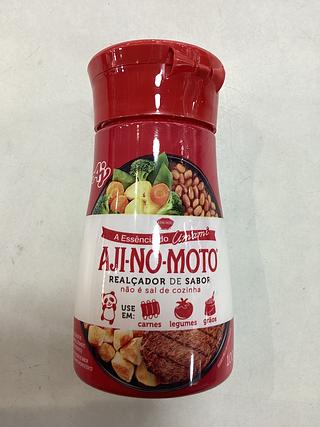 A Essência do Umami
AJI-NO-MOTO®
REALÇADOR DE SABOR
não é sal de cozinha
USE
EM:
carnes
legumes
grãos